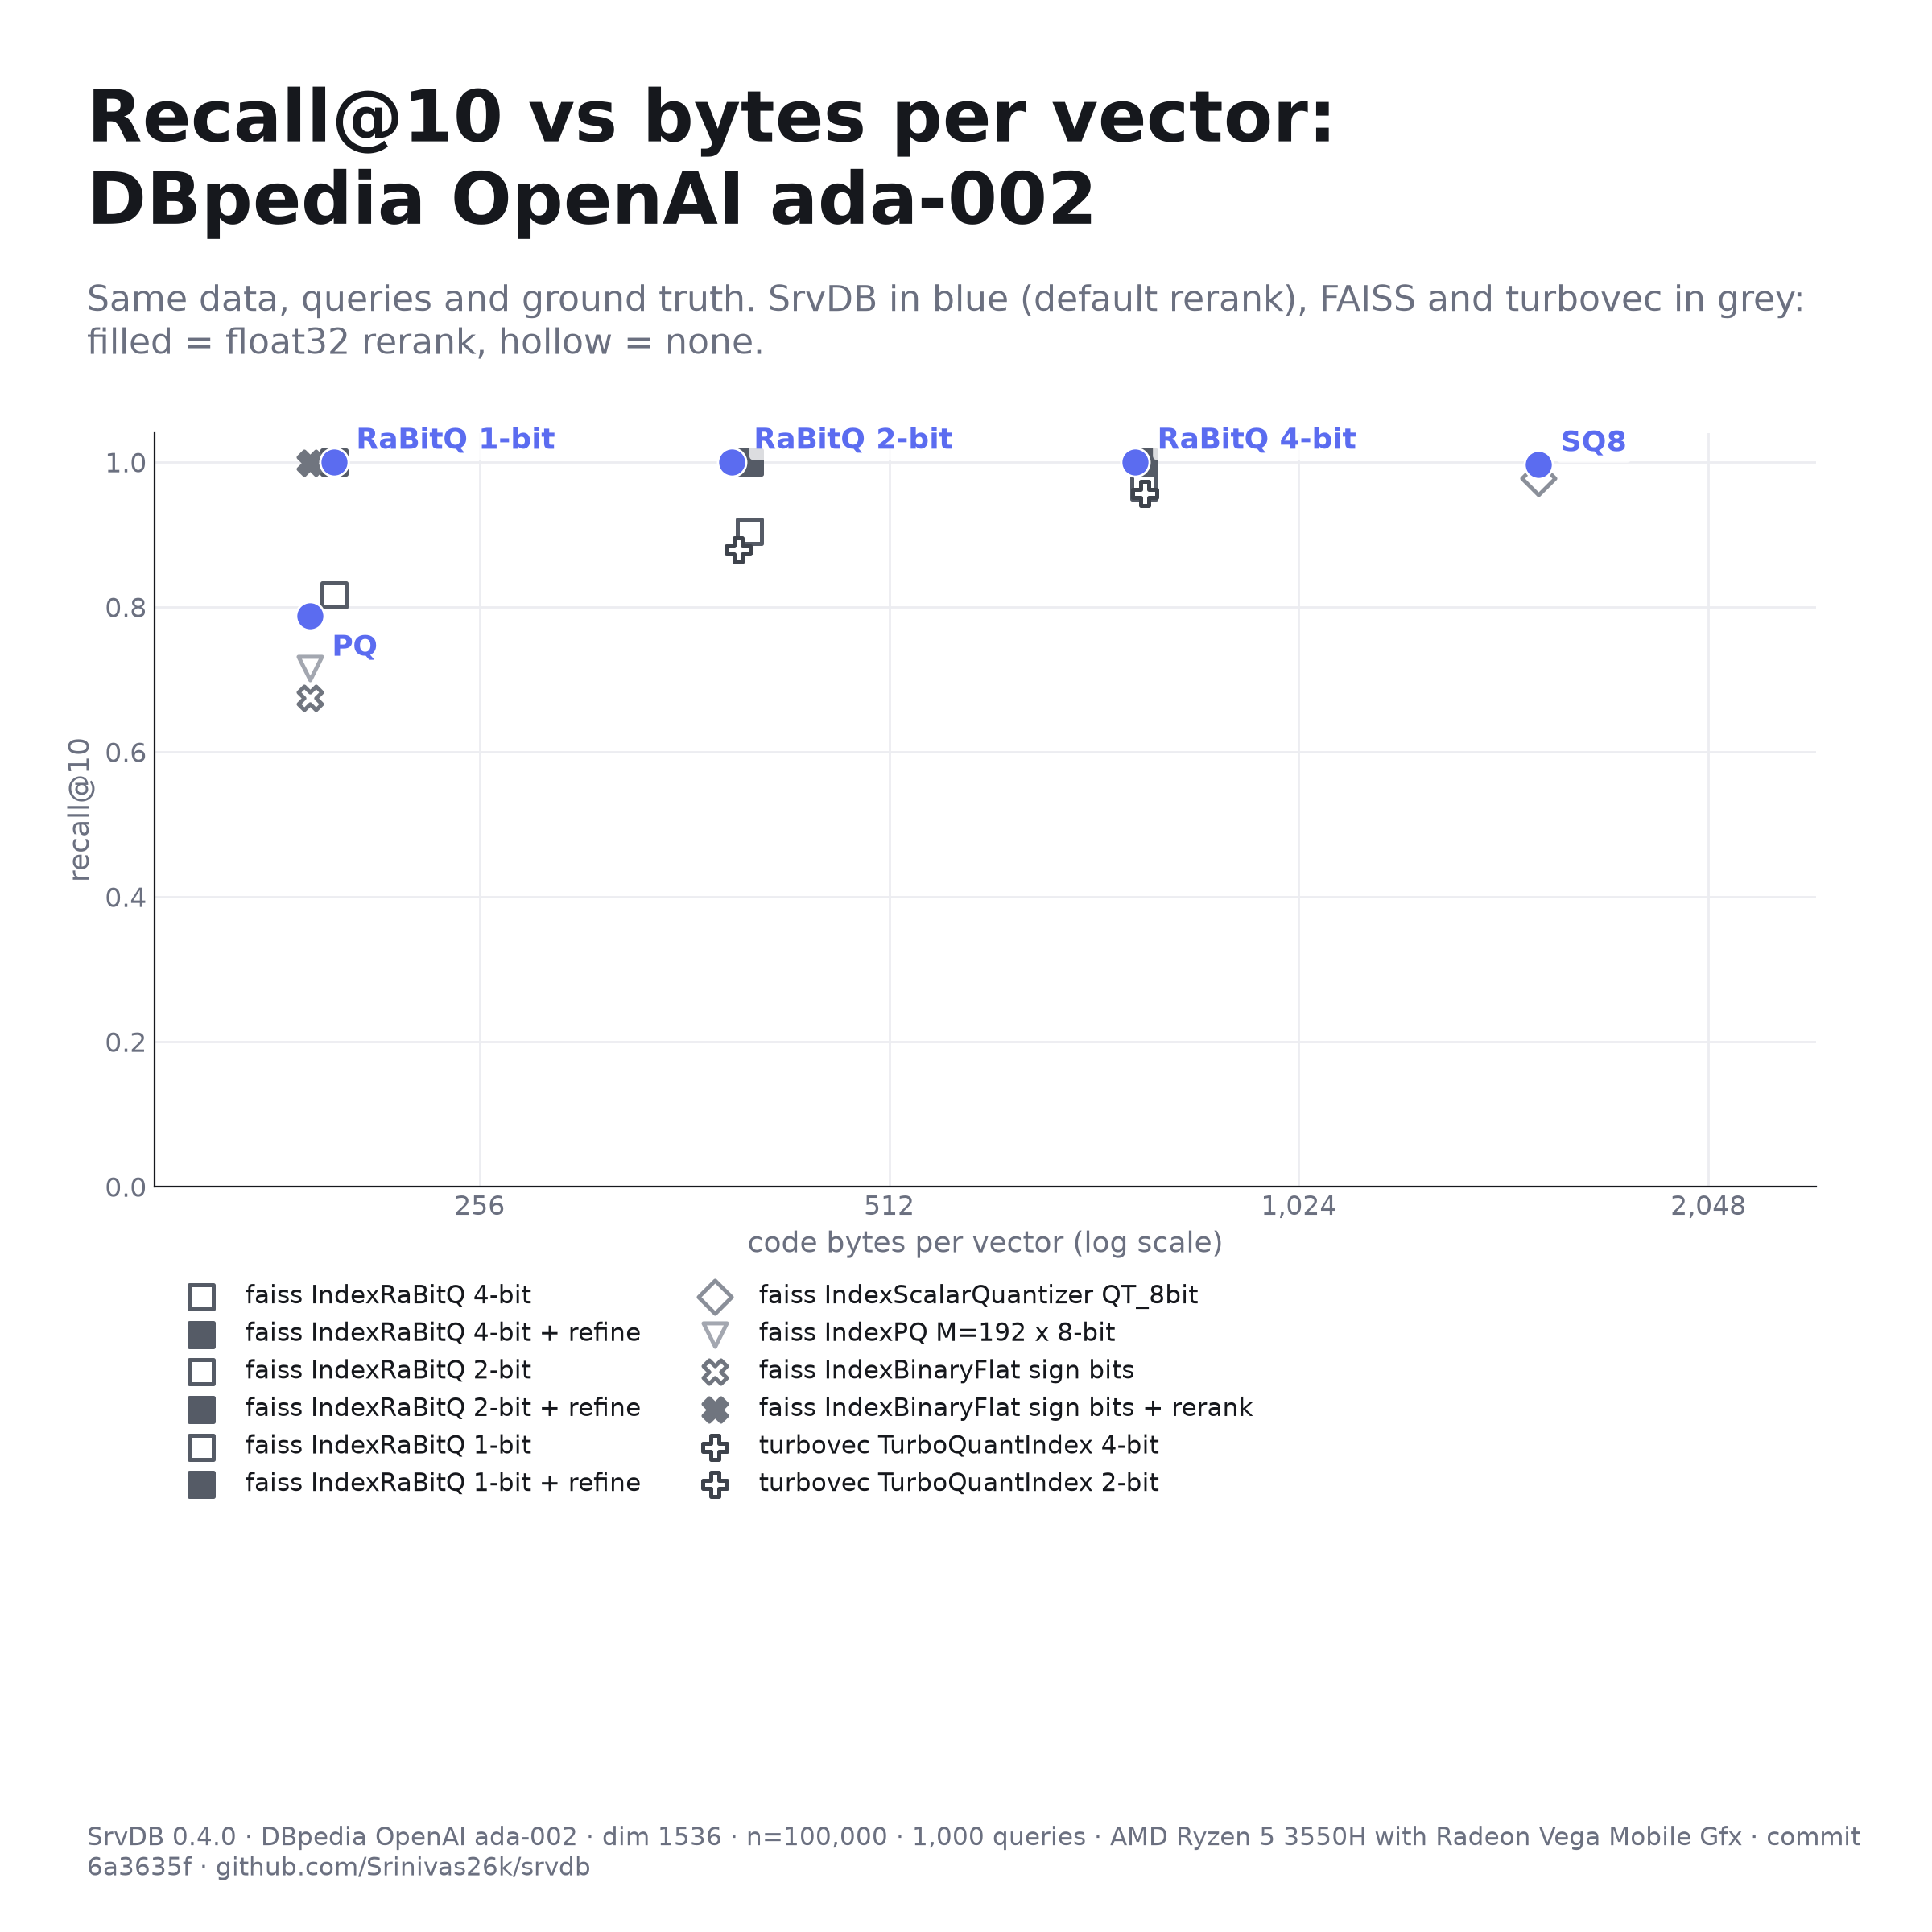 Recall@10 vs bytes per vector:
DBpedia OpenAI ada-002
Same data, queries and ground truth. SrvDB in blue (default rerank), FAISS and turbovec in grey:
filled = float32 rerank, hollow = none.
RaBitQ 1-bit
RaBitQ 2-bit
RaBitQ 4-bit
SQ8
PQ
recall@10
1.0
0.8
0.6
0.4
0.2
0.0
256
512
1,024
2,048
code bytes per vector (log scale)
faiss IndexRaBitQ 4-bit
faiss IndexRaBitQ 4-bit + refine
faiss IndexRaBitQ 2-bit
faiss IndexRaBitQ 2-bit + refine
faiss IndexRaBitQ 1-bit
faiss IndexRaBitQ 1-bit + refine
faiss IndexScalarQuantizer QT_8bit
faiss IndexPQ M=192 x 8-bit
faiss IndexBinaryFlat sign bits
faiss IndexBinaryFlat sign bits + rerank
turbovec TurboQuantIndex 4-bit
turbovec TurboQuantIndex 2-bit
SrvDB 0.4.0 · DBpedia OpenAI ada-002 · dim 1536 · n=100,000 · 1,000 queries · AMD Ryzen 5 3550H with Radeon Vega Mobile Gfx · commit
6a3635f · github.com/Srinivas26k/srvdb